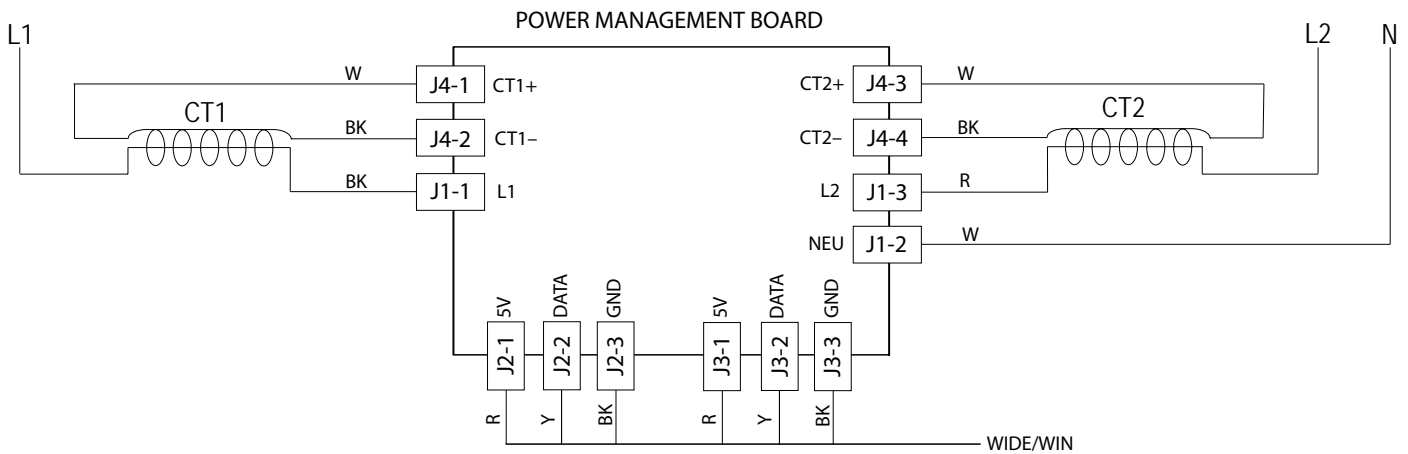 POWER MANAGEMENT BOARD
L1
L2 N
W J4-1 CT1+
CT2+ J4-3 W
CT1
CT2
BK J4-2 CT1–
CT2– J4-4 BK
BK J1-1 L1
L2 J1-3 R
NEU J1-2 W
5V DATA GND
5V DATA GND
J2-1 J2-2 J2-3
J3-1 J3-2 J3-3
R Y BK
R Y BK
WIDE/WIN